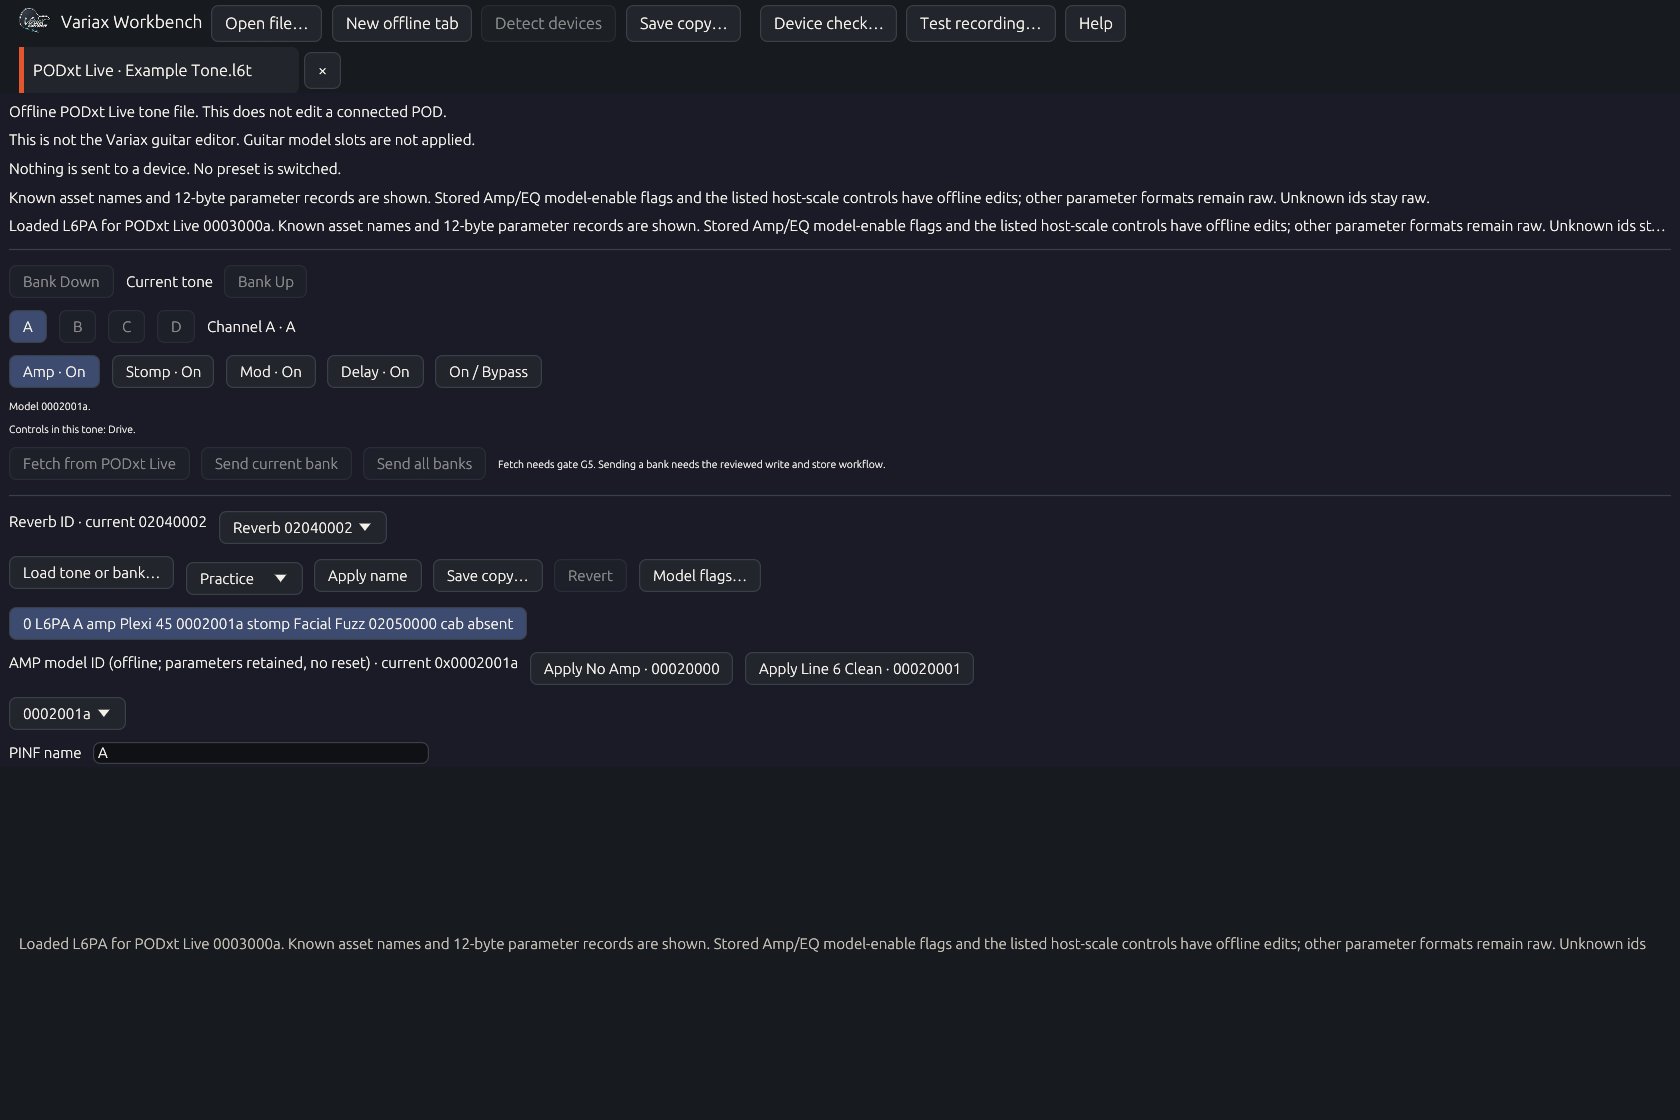 Variax Workbench Open file… New offline tab Detect devices Save copy… Device check… Test recording… Help
PODxt Live · Example Tone.l6t ×
Offline PODxt Live tone file. This does not edit a connected POD.
This is not the Variax guitar editor. Guitar model slots are not applied.
Nothing is sent to a device. No preset is switched.
Known asset names and 12-byte parameter records are shown. Stored Amp/EQ model-enable flags and the listed host-scale controls have offline edits; other parameter formats remain raw. Unknown ids stay raw.
Loaded L6PA for PODxt Live 0003000a. Known asset names and 12-byte parameter records are shown. Stored Amp/EQ model-enable flags and the listed host-scale controls have offline edits; other parameter formats remain raw. Unknown ids st…
Bank Down Current tone Bank Up
A B C D Channel A · A
Amp · On Stomp · On Mod · On Delay · On On / Bypass
Model 0002001a.
Controls in this tone: Drive.
Fetch from PODxt Live Send current bank Send all banks Fetch needs gate G5. Sending a bank needs the reviewed write and store workflow.
Reverb ID · current 02040002 Reverb 02040002
Load tone or bank… Practice Apply name Save copy… Revert Model flags…
0 L6PA A amp Plexi 45 0002001a stomp Facial Fuzz 02050000 cab absent
AMP model ID (offline; parameters retained, no reset) · current 0x0002001a Apply No Amp · 00020000 Apply Line 6 Clean · 00020001
0002001a
PINF name A
Loaded L6PA for PODxt Live 0003000a. Known asset names and 12-byte parameter records are shown. Stored Amp/EQ model-enable flags and the listed host-scale controls have offline edits; other parameter formats remain raw. Unknown ids